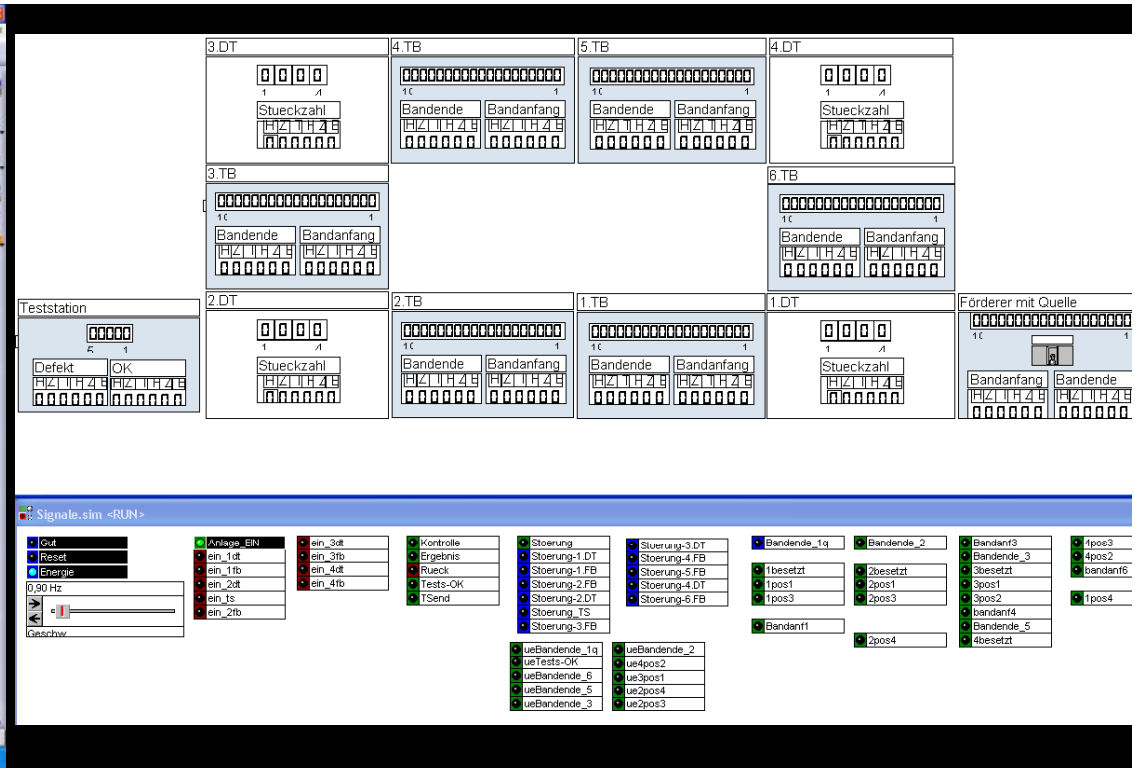 3.DT
4.TB
5.TB
4.DT
Stueckzahl
Bandende
Bandanfang
Bandende
Bandanfang
Stueckzahl
3.TB
6.TB
Bandende
Bandanfang
Bandende
Bandanfang
Teststation
2.DT
2.TB
1.TB
1.DT
Förderer mit Quelle
Defekt
OK
Stueckzahl
Bandende
Bandanfang
Bandende
Bandanfang
Stueckzahl
Bandanfang
Bandende
Signale.sim <RUN>
Gut
Reset
Energie
0,90 Hz
Geschw
Anlage_EIN
ein_1dt
ein_1fb
ein_2dt
ein_ts
ein_2fb
ein_3dt
ein_3fb
ein_4dt
ein_4fb
Kontrolle
Ergebnis
Rueck
Tests-OK
TSend
Stoerung
Stoerung-1.DT
Stoerung-1.FB
Stoerung-2.FB
Stoerung-2.DT
Stoerung_TS
Stoerung-3.FB
Stoerung-3.DT
Stoerung-4.FB
Stoerung-5.FB
Stoerung-4.DT
Stoerung-6.FB
ueBandende_1q
ueTests-OK
ueBandende_6
ueBandende_5
ueBandende_3
ueBandende_2
ue4pos2
ue3pos1
ue2pos4
ue2pos3
Bandende_1q
1besetzt
1pos1
1pos3
Bandanf1
Bandende_2
2besetzt
2pos1
2pos3
2pos4
Bandanf3
Bandende_3
3besetzt
3pos1
3pos2
bandanf4
Bandende_5
4besetzt
4pos3
4pos2
bandanf6
1pos4